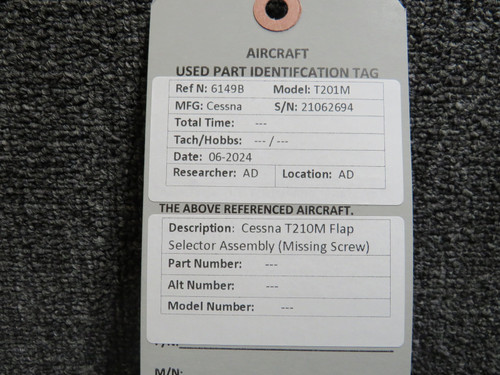 AIRCRAFT
USED PART IDENTIFCATION TAG
Ref N: 6149B Model: T201M
MFG: Cessna S/N: 21062694
Total Time: ---
Tach/Hobbs: --- / ---
Date: 06-2024
Researcher: AD Location: AD
THE ABOVE REFERENCED AIRCRAFT.
Description: Cessna T210M Flap
Selector Assembly (Missing Screw)
Part Number: ---
Alt Number: ---
Model Number: ---
M/N: